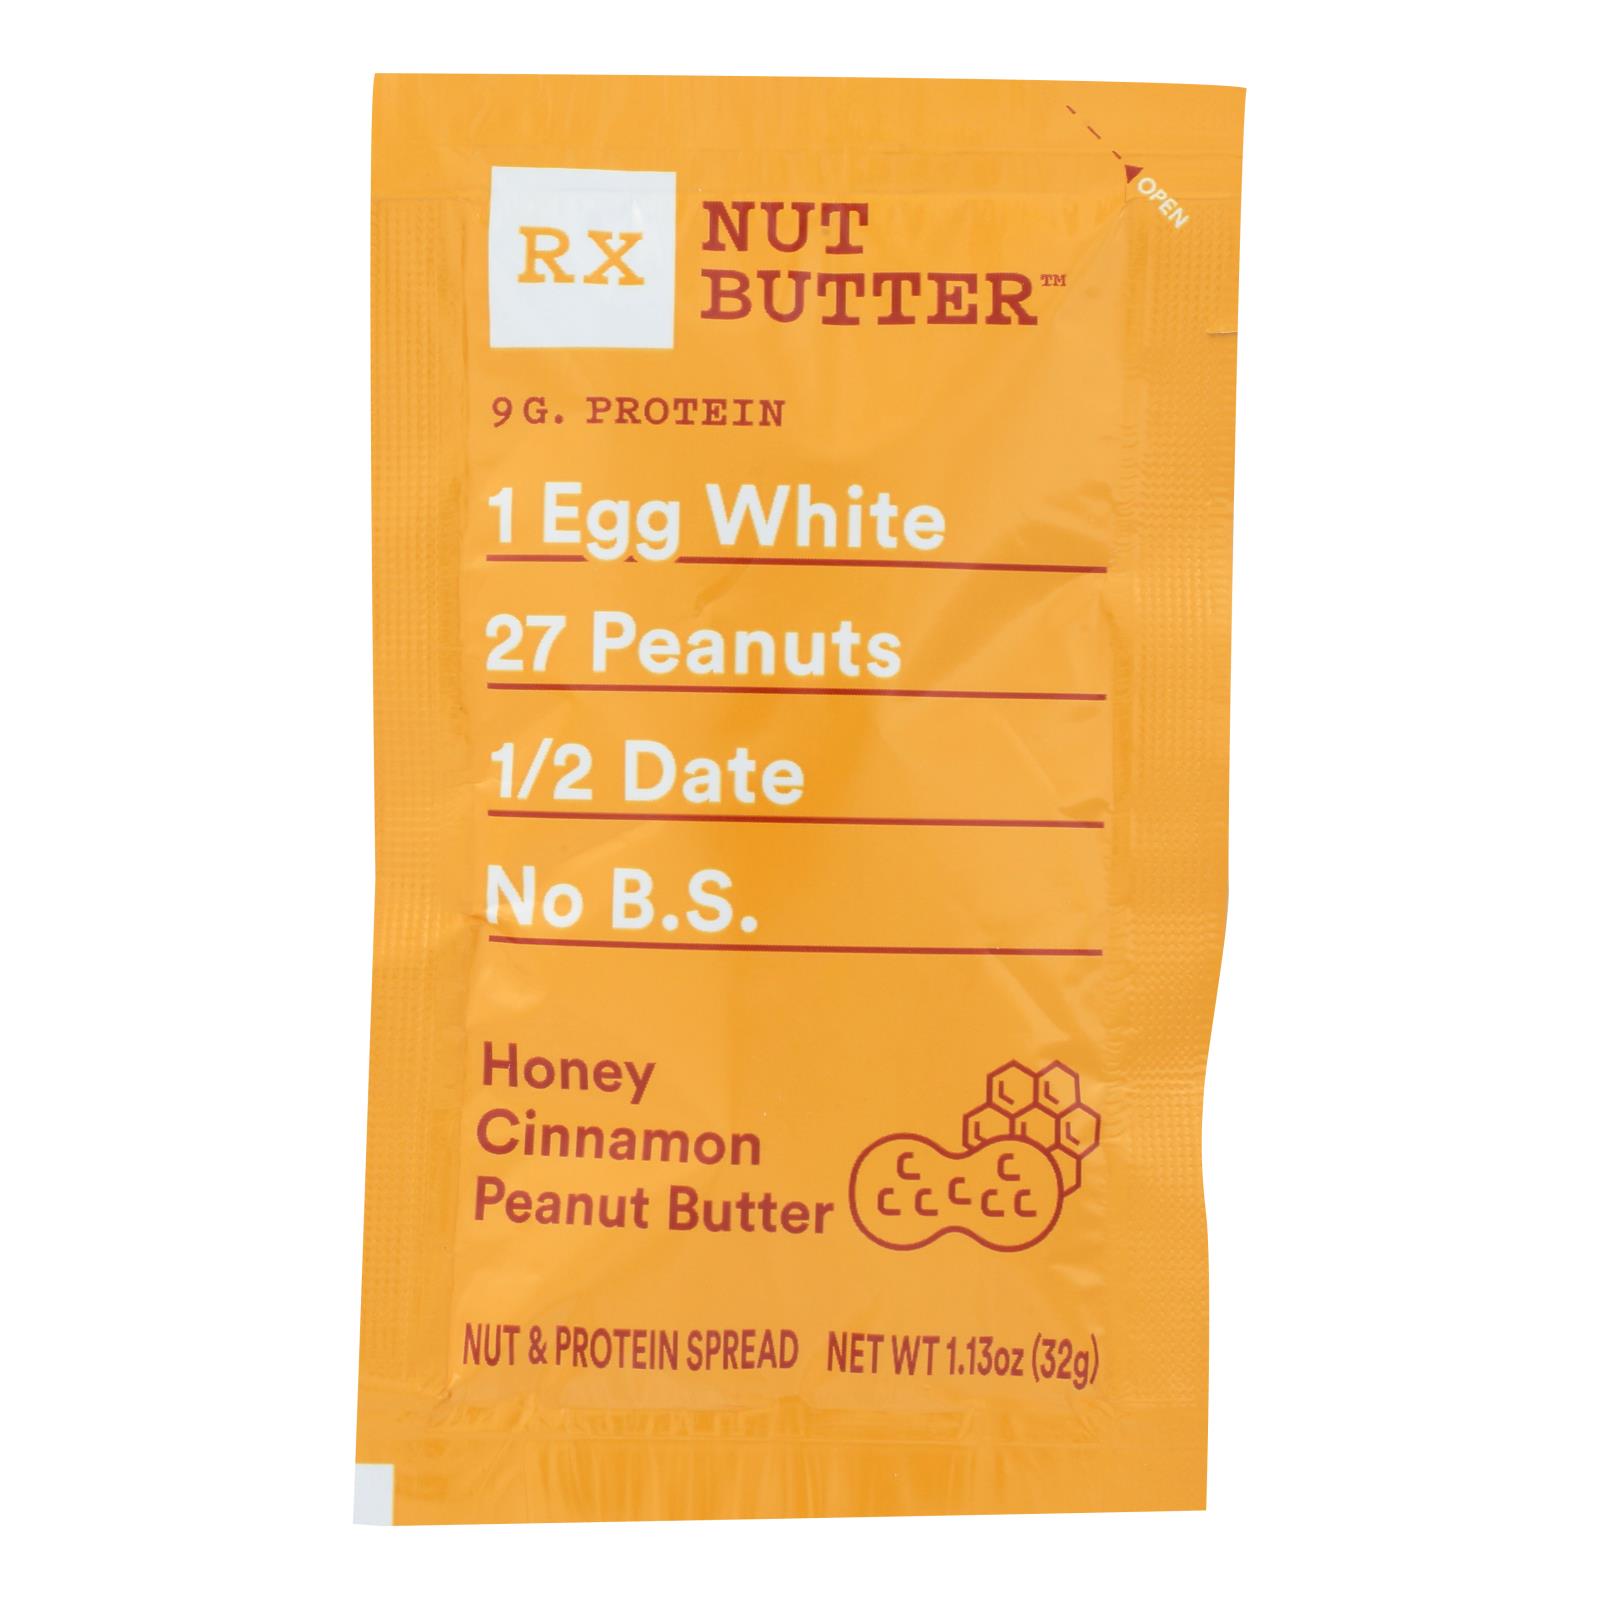 RX
NUT
BUTTER™
OPEN
9 G. PROTEIN
1 Egg White
27 Peanuts
1/2 Date
No B.S.
Honey
Cinnamon
Peanut Butter
C C
C C C C C
NUT & PROTEIN SPREAD NET WT 1.13oz (32g)